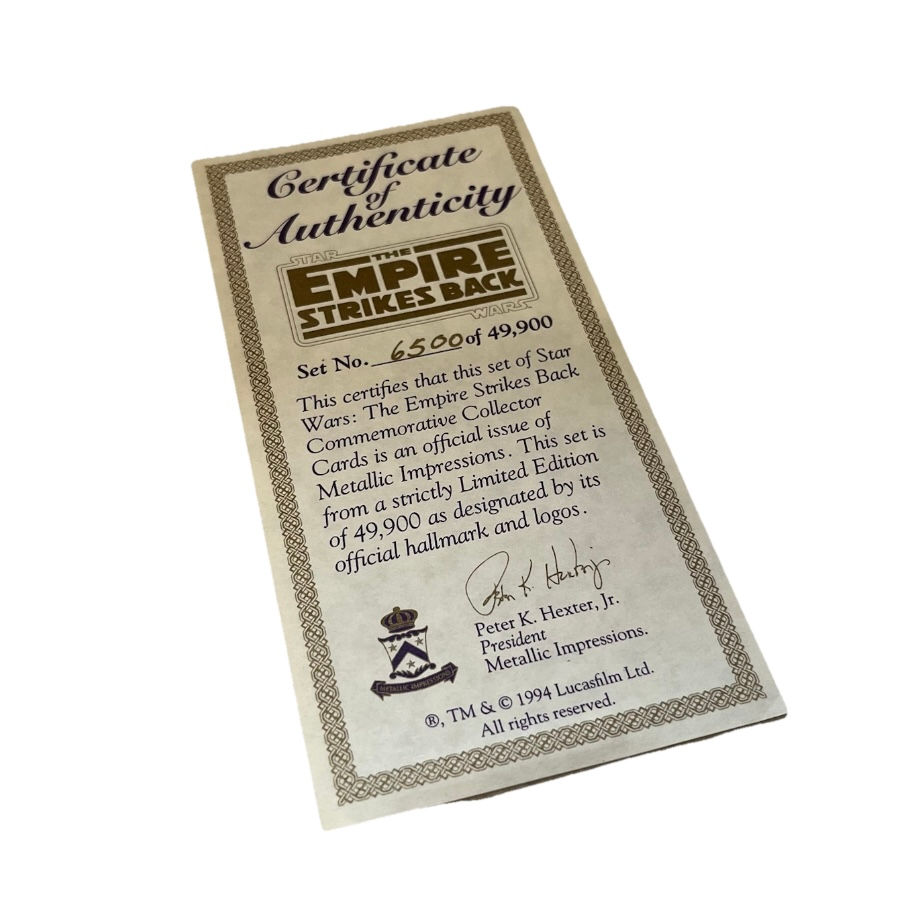 Certificate
of
Authenticity
STAR
THE
EMPIRE
STRIKES BACK
WARS
Set No. 6500 of 49,900
This certifies that this set of Star
Wars: The Empire Strikes Back
Commemorative Collector
Cards is an official issue of
Metallic Impressions. This set is
from a strictly Limited Edition
of 49,900 as designated by its
official hallmark and logos.
Peter K. Hexter, Jr.
Peter K. Hexter, Jr.
President
Metallic Impressions.
METALLIC IMPRESSIONS
®, TM & © 1994 Lucasfilm Ltd.
All rights reserved.